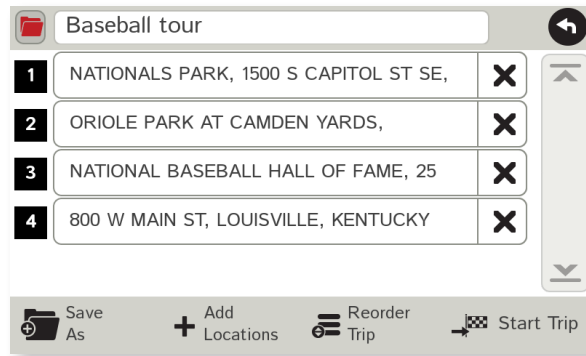 Baseball tour
1 NATIONALS PARK, 1500 S CAPITOL ST SE,
2 ORIOLE PARK AT CAMDEN YARDS,
3 NATIONAL BASEBALL HALL OF FAME, 25
4 800 W MAIN ST, LOUISVILLE, KENTUCKY
Save
As
Add
Locations
Reorder
Trip
Start Trip